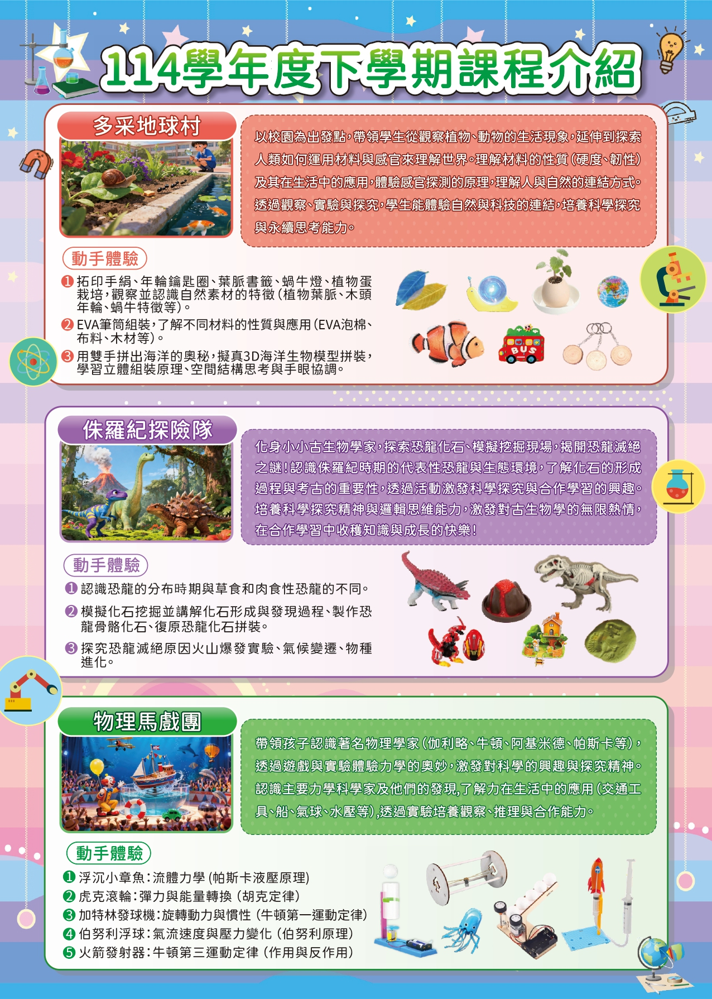 114學年度下學期課程介紹
多采地球村
以校園為出發點,帶領學生從觀察植物、動物的生活現象,延伸到探索
人類如何運用材料與感官來理解世界。理解材料的性質(硬度、韌性)
及其在生活中的應用,體驗感官探測的原理,理解人與自然的連結方式。
透過觀察、實驗與探究,學生能體驗自然與科技的連結,培養科學探究
與永續思考能力。
動手體驗
1 拓印手絹、年輪鑰匙圈、葉脈書籤、蝸牛燈、植物蛋
栽培,觀察並認識自然素材的特徵(植物葉脈、木頭
年輪、蝸牛特徵等)。
2 EVA筆筒組裝,了解不同材料的性質與應用(EVA泡棉、
布料、木材等)。
3 用雙手拼出海洋的奧秘,擬真3D海洋生物模型拼裝,
學習立體組裝原理、空間結構思考與手眼協調。
BUS
侏羅紀探險隊
化身小小古生物學家,探索恐龍化石、模擬挖掘現場,揭開恐龍滅絕
之謎!認識侏羅紀時期的代表性恐龍與生態環境,了解化石的形成
過程與考古的重要性,透過活動激發科學探究與合作學習的興趣。
培養科學探究精神與邏輯思維能力,激發對古生物學的無限熱情,
在合作學習中收穫知識與成長的快樂!
動手體驗
1 認識恐龍的分布時期與草食和肉食性恐龍的不同。
2 模擬化石挖掘並講解化石形成與發現過程、製作恐
龍骨骼化石、復原恐龍化石拼裝。
3 探究恐龍滅絕原因火山爆發實驗、氣候變遷、物種
進化。
物理馬戲團
帶領孩子認識著名物理學家(伽利略、牛頓、阿基米德、帕斯卡等),
透過遊戲與實驗體驗力學的奧妙,激發對科學的興趣與探究精神。
認識主要力學科學家及他們的發現,了解力在生活中的應用(交通工
具、船、氣球、水壓等),透過實驗培養觀察、推理與合作能力。
動手體驗
1 浮沉小章魚:流體力學 (帕斯卡液壓原理)
2 虎克滾輪:彈力與能量轉換 (胡克定律)
3 加特林發球機:旋轉動力與慣性 (牛頓第一運動定律)
4 伯努利浮球:氣流速度與壓力變化 (伯努利原理)
5 火箭發射器:牛頓第三運動定律 (作用與反作用)